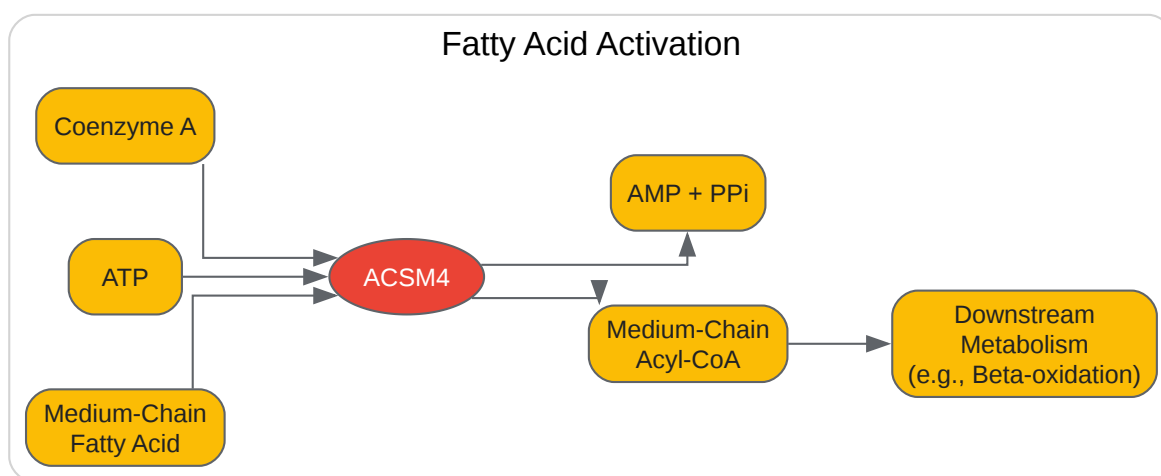 Fatty Acid Activation
Coenzyme A
ATP
Medium-Chain
Fatty Acid
ACSM4
AMP + PPi
Medium-Chain
Acyl-CoA
Downstream
Metabolism
(e.g., Beta-oxidation)